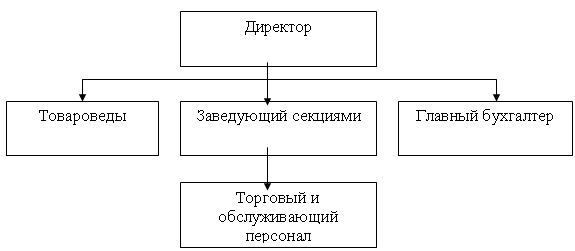 Директор
Товароведы
Заведующий секциями
Главный бухгалтер
Торговый и
обслуживающий
персонал